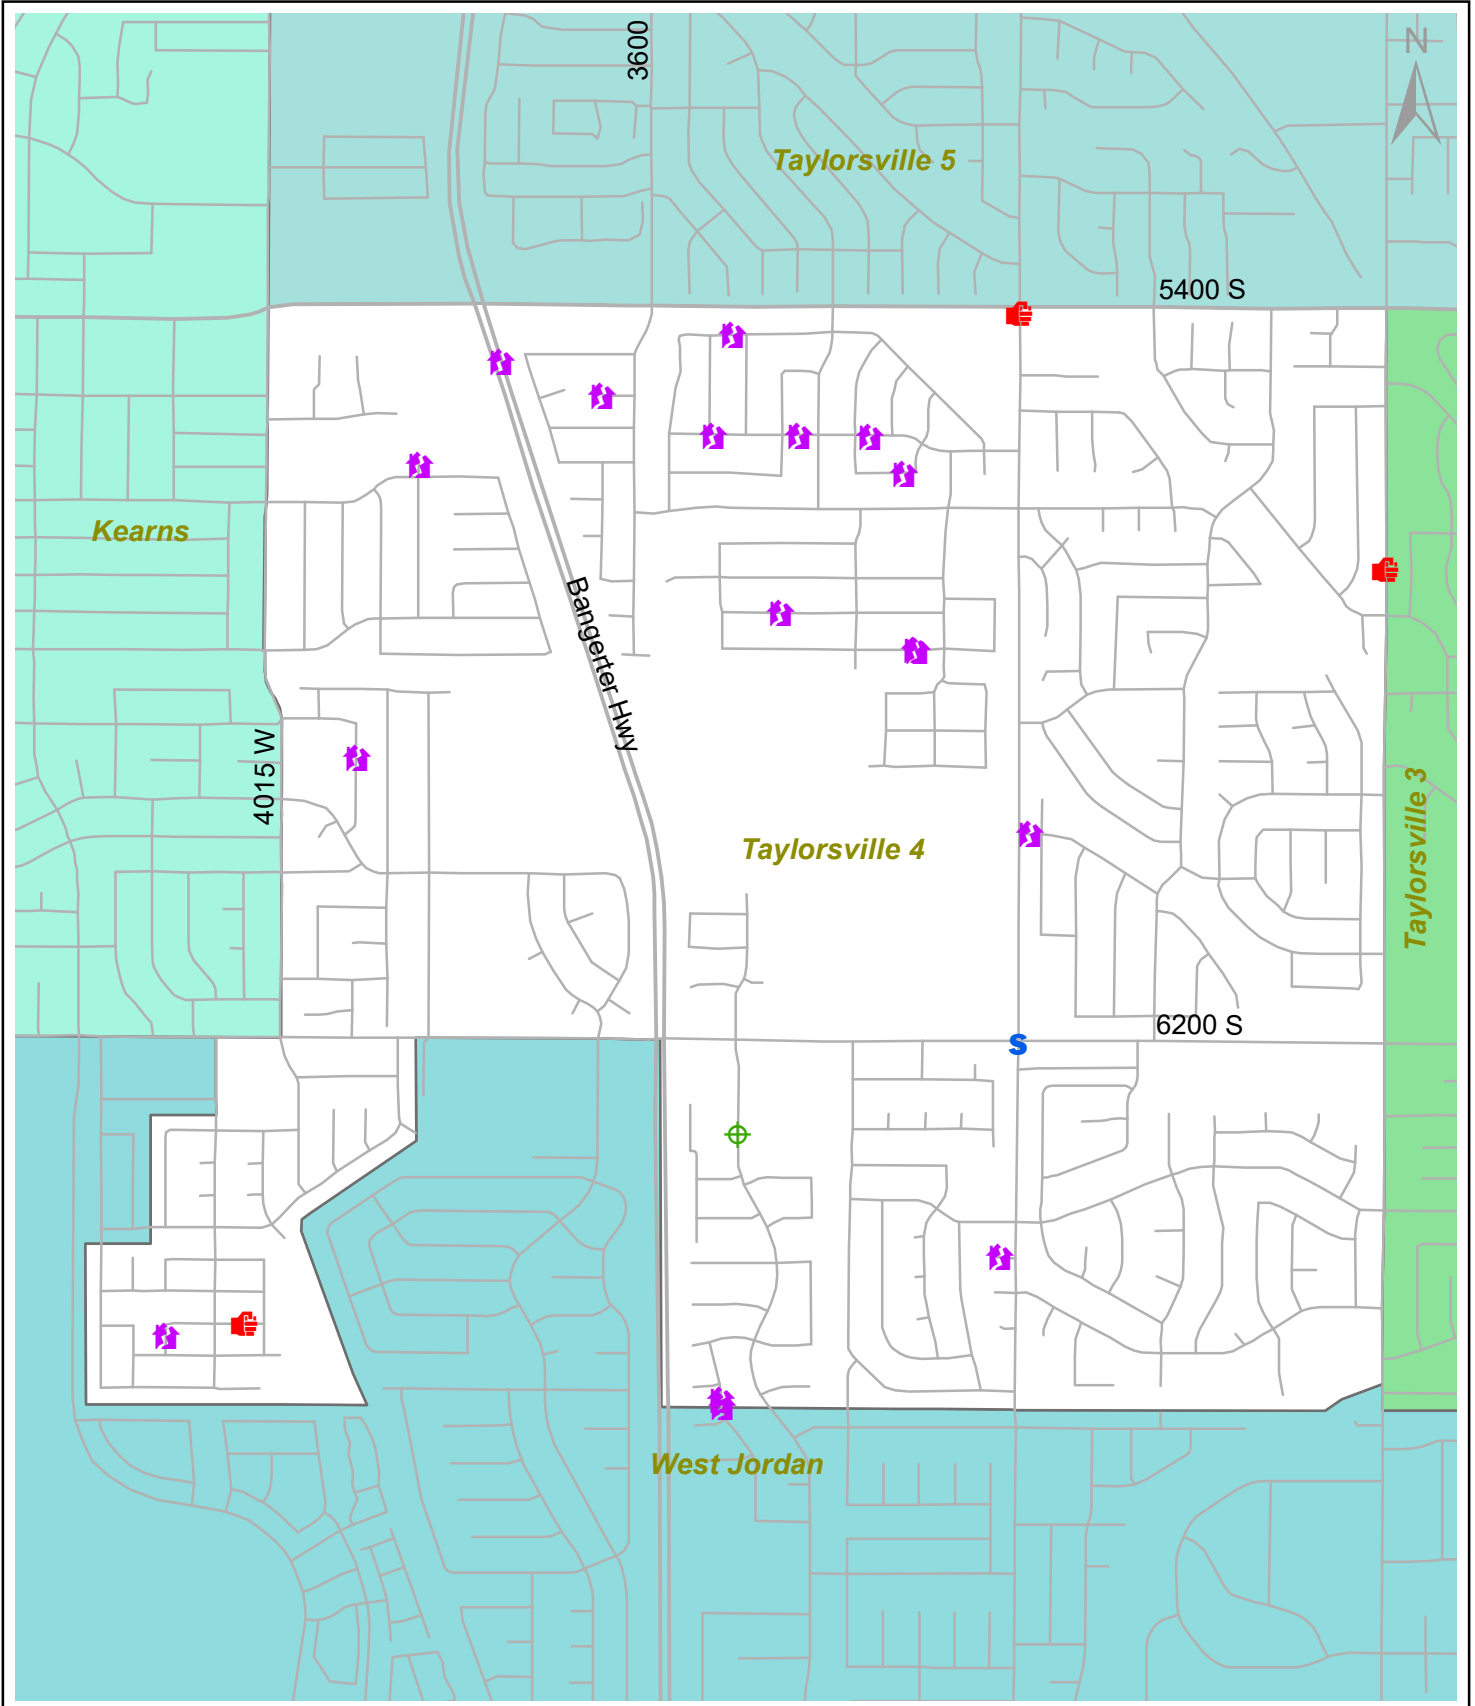 3600
N
Taylorsville 5
5400 S
Kearns
Bangerter Hwy
4015 W
Taylorsville 4
Taylorsville 3
6200 S
S
West Jordan